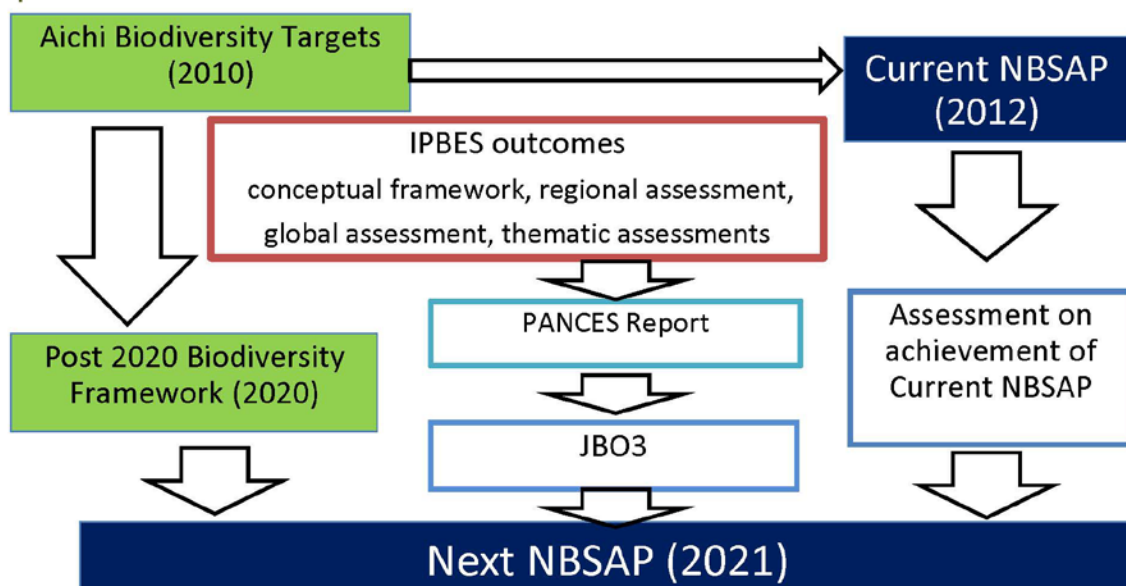 Aichi Biodiversity Targets
(2010)
Current NBSAP
(2012)
IPBES outcomes
conceptual framework, regional assessment,
global assessment, thematic assessments
PANCES Report
Assessment on
achievement of
Current NBSAP
Post 2020 Biodiversity
Framework (2020)
JBO3
Next NBSAP (2021)